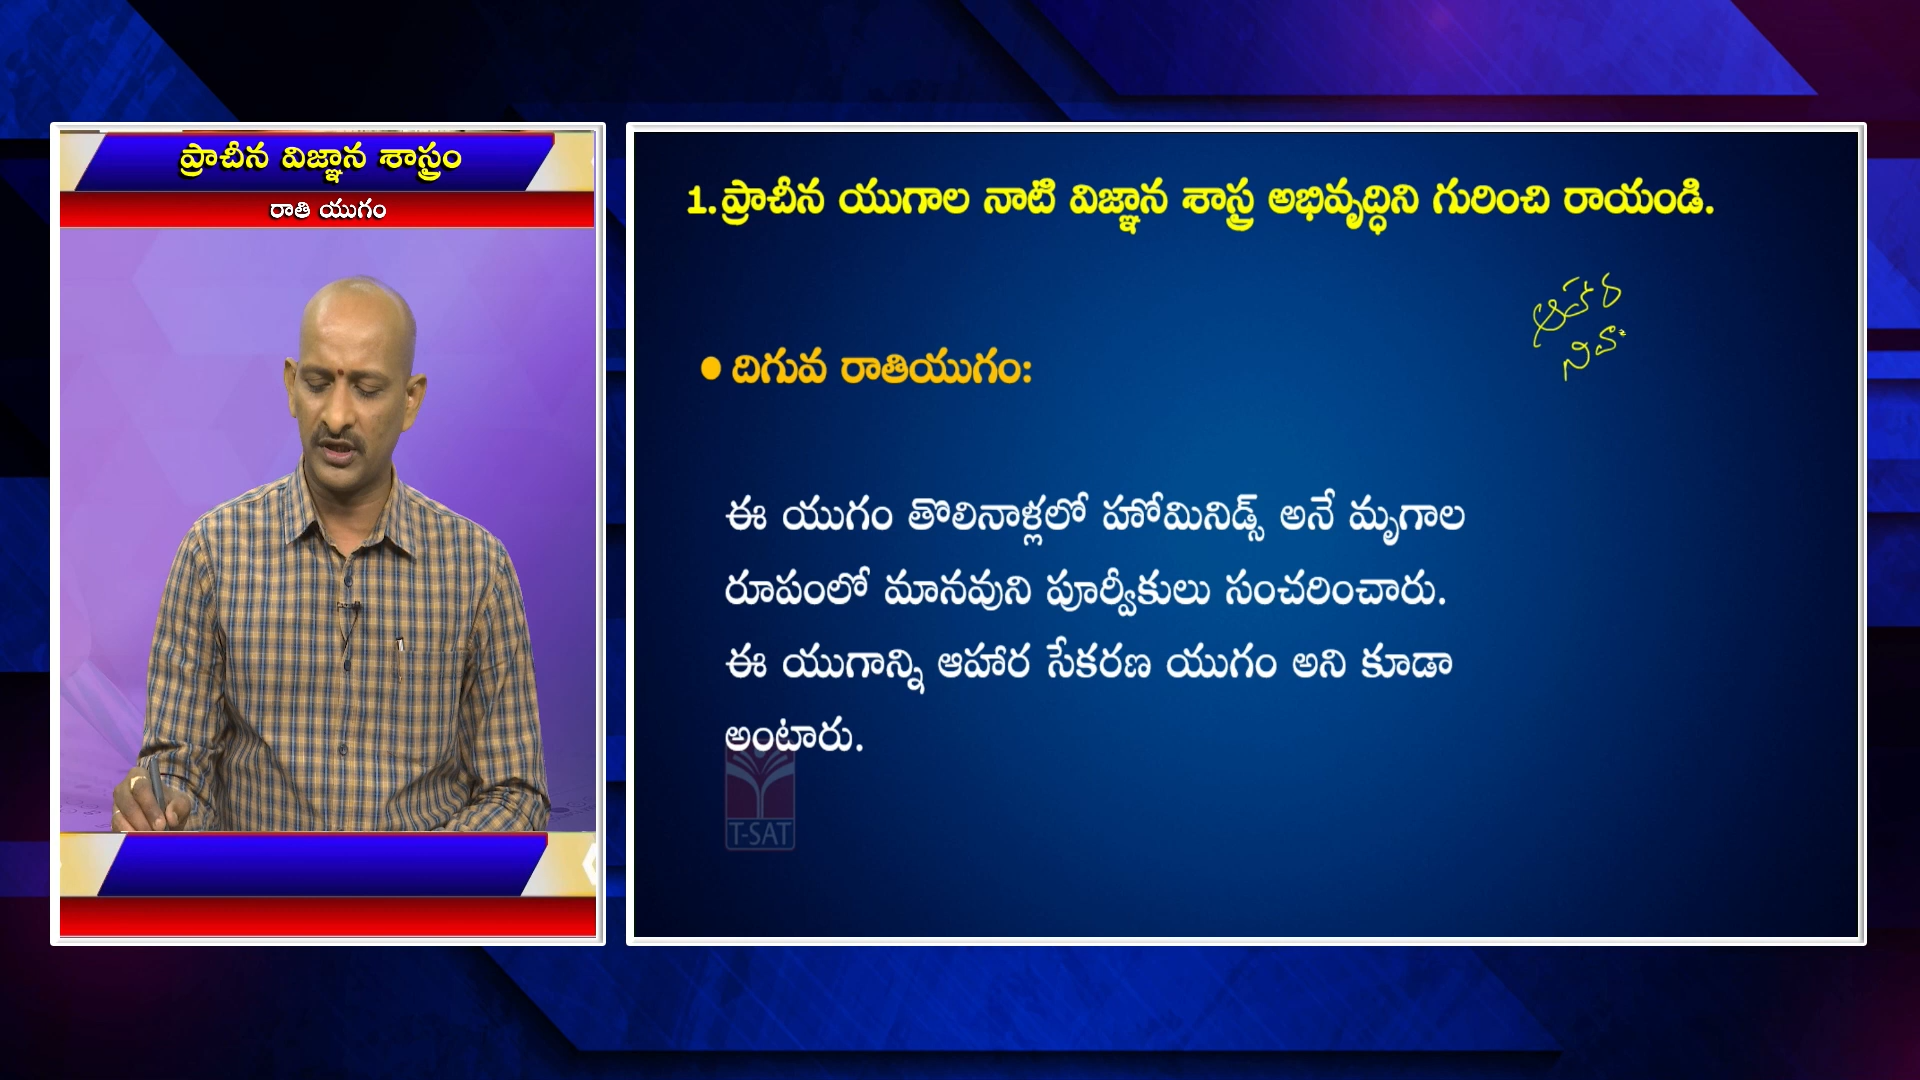 ప్రాచీన విజ్ఞాన శాస్త్రం
రాతి యుగం
1. ప్రాచీన యుగాల నాటి విజ్ఞాన శాస్త్ర అభివృద్ధిని గురించి రాయండి.
ఆహార
నివా
• దిగువ రాతియుగం:
ఈ యుగం తొలినాళ్లలో హోమినిడ్స్ అనే మృగాల
రూపంలో మానవుని పూర్వీకులు సంచరించారు.
ఈ యుగాన్ని ఆహార సేకరణ యుగం అని కూడా
అంటారు.
T-SAT